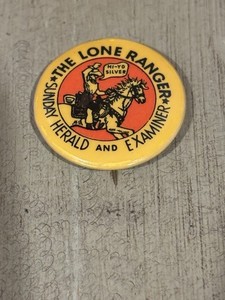 ★THE LONE RANGER★
HI-YO
SILVER
SUNDAY HERALD AND EXAMINER